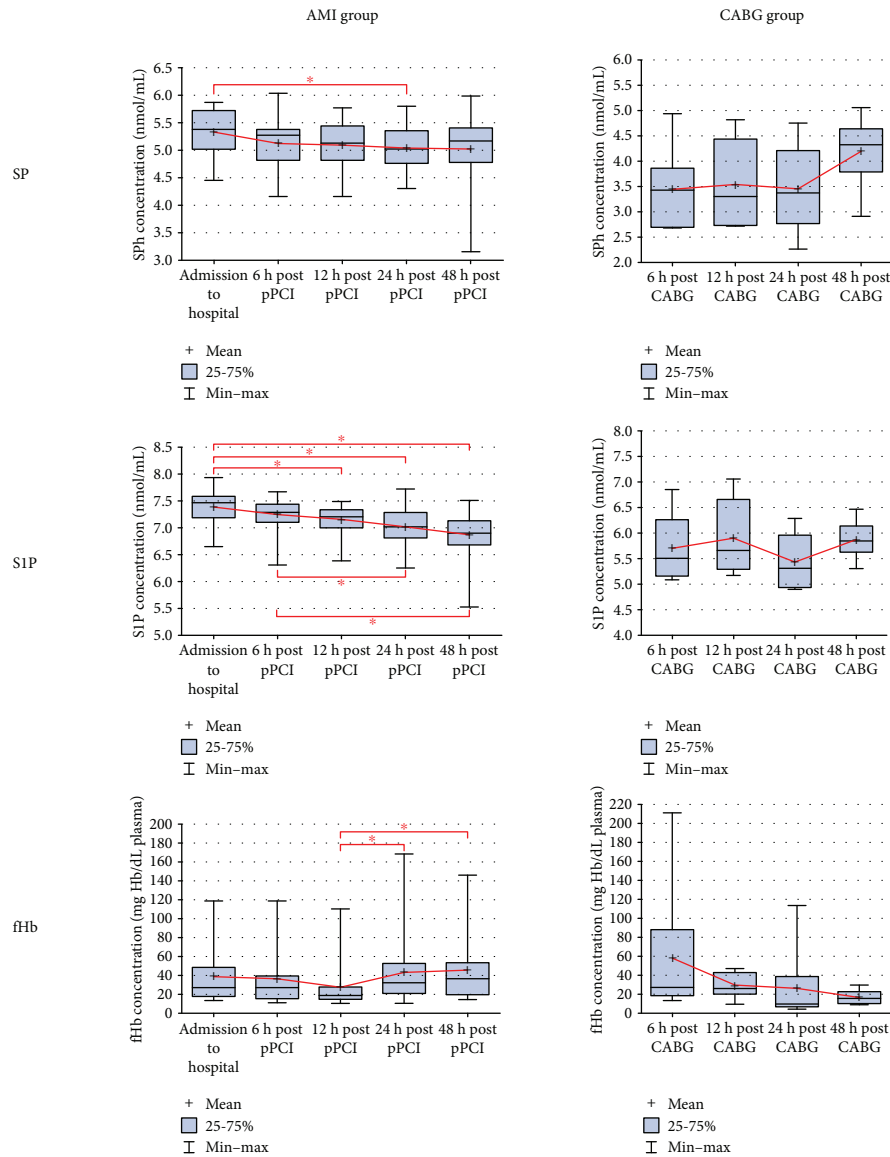 AMI group
CABG group
SP
SPh concentration (nmol/mL)
6.5
6.0
5.5
5.0
4.5
4.0
3.5
3.0
*
Admission to hospital
6 h post pPCI
12 h post pPCI
24 h post pPCI
48 h post pPCI
+ Mean
25-75%
Min–max
SPh concentration (nmol/mL)
6.0
5.5
5.0
4.5
4.0
3.5
3.0
2.5
2.0
6 h post CABG
12 h post CABG
24 h post CABG
48 h post CABG
+ Mean
25-75%
Min–max
S1P
S1P concentration (nmol/mL)
8.5
8.0
7.5
7.0
6.5
6.0
5.5
5.0
*
*
*
*
*
Admission to hospital
6 h post pPCI
12 h post pPCI
24 h post pPCI
48 h post pPCI
+ Mean
25-75%
Min–max
S1P concentration (nmol/mL)
8.0
7.5
7.0
6.5
6.0
5.5
5.0
4.5
4.0
6 h post CABG
12 h post CABG
24 h post CABG
48 h post CABG
+ Mean
25-75%
Min–max
fHb
fHb concentration (mg Hb/dL plasma)
200
180
160
140
120
100
80
60
40
20
0
*
*
Admission to hospital
6 h post pPCI
12 h post pPCI
24 h post pPCI
48 h post pPCI
+ Mean
25-75%
Min–max
fHb concentration (mg Hb/dL plasma)
220
200
180
160
140
120
100
80
60
40
20
0
6 h post CABG
12 h post CABG
24 h post CABG
48 h post CABG
+ Mean
25-75%
Min–max